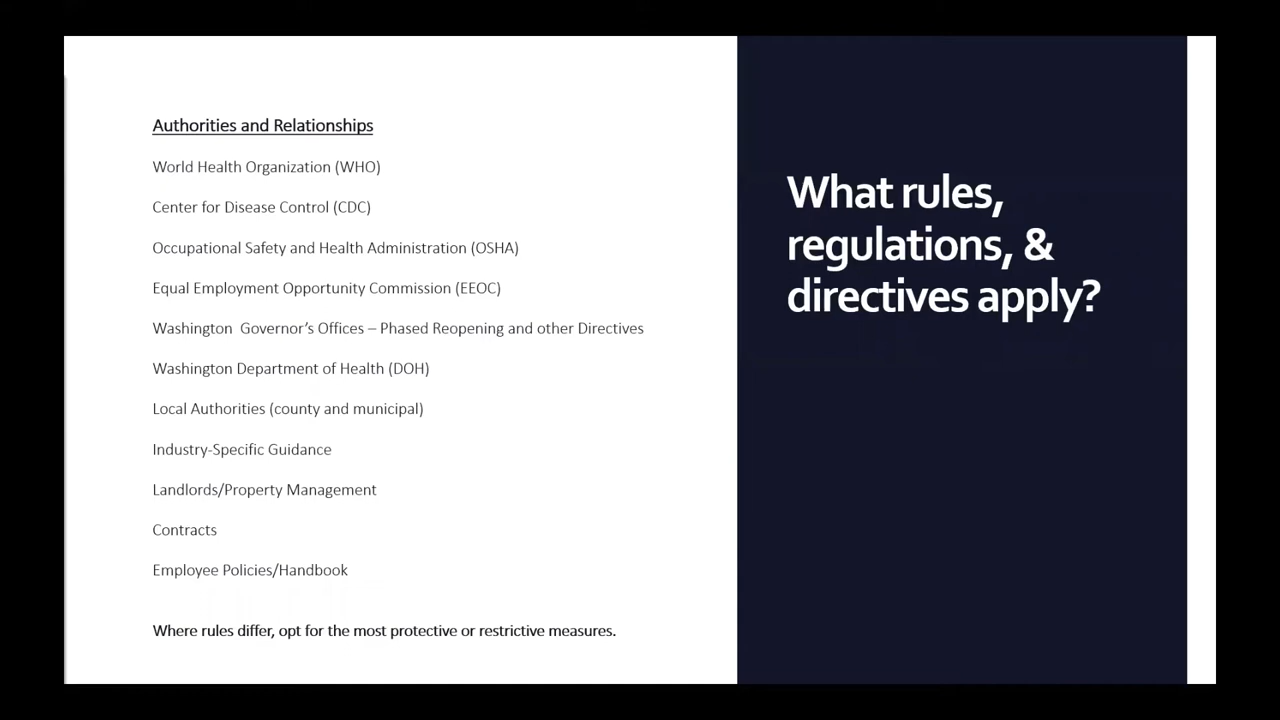 Authorities and Relationships
World Health Organization (WHO)
Center for Disease Control (CDC)
Occupational Safety and Health Administration (OSHA)
Equal Employment Opportunity Commission (EEOC)
Washington  Governor's Offices – Phased Reopening and other Directives
Washington Department of Health (DOH)
Local Authorities (county and municipal)
Industry-Specific Guidance
Landlords/Property Management
Contracts
Employee Policies/Handbook
Where rules differ, opt for the most protective or restrictive measures.
What rules,
regulations, &
directives apply?